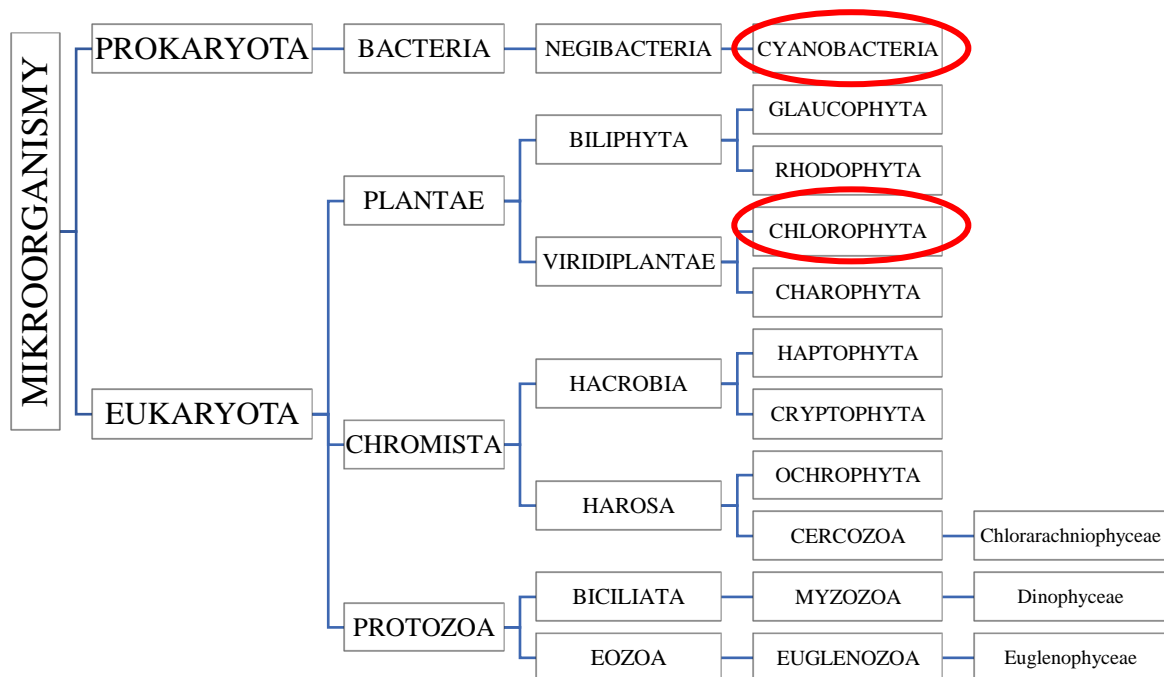 MIKROORGANISMY
PROKARYOTA
BACTERIA
NEGIBACTERIA
CYANOBACTERIA
EUKARYOTA
PLANTAE
BILIPHYTA
GLAUCOPHYTA
RHODOPHYTA
VIRIDIPLANTAE
CHLOROPHYTA
CHAROPHYTA
CHROMISTA
HACROBIA
HAPTOPHYTA
CRYPTOPHYTA
HAROSA
OCHROPHYTA
CERCOZOA
Chlorarachniophyceae
PROTOZOA
BICILIATA
MYZOZOA
Dinophyceae
EOZOA
EUGLENOZOA
Euglenophyceae